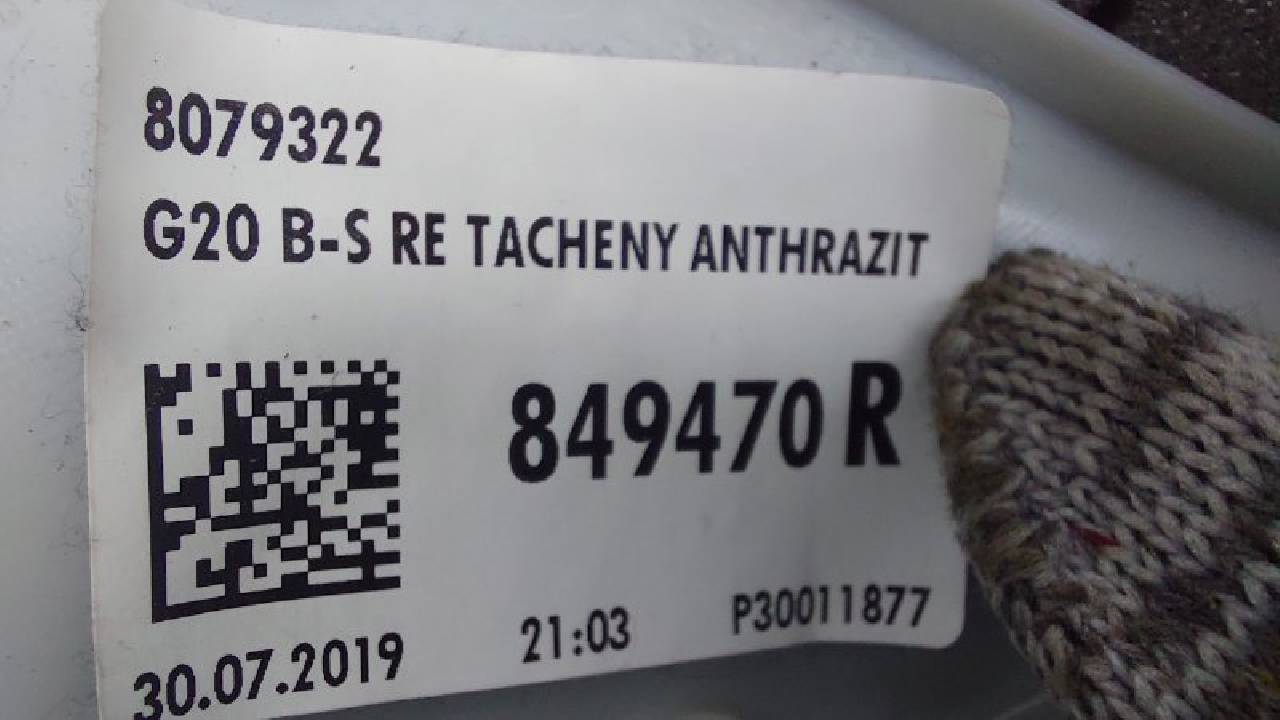 8079322
G20 B-S RE TACHENY ANTHRAZIT
849470 R
30.07.2019 21:03 P30011877